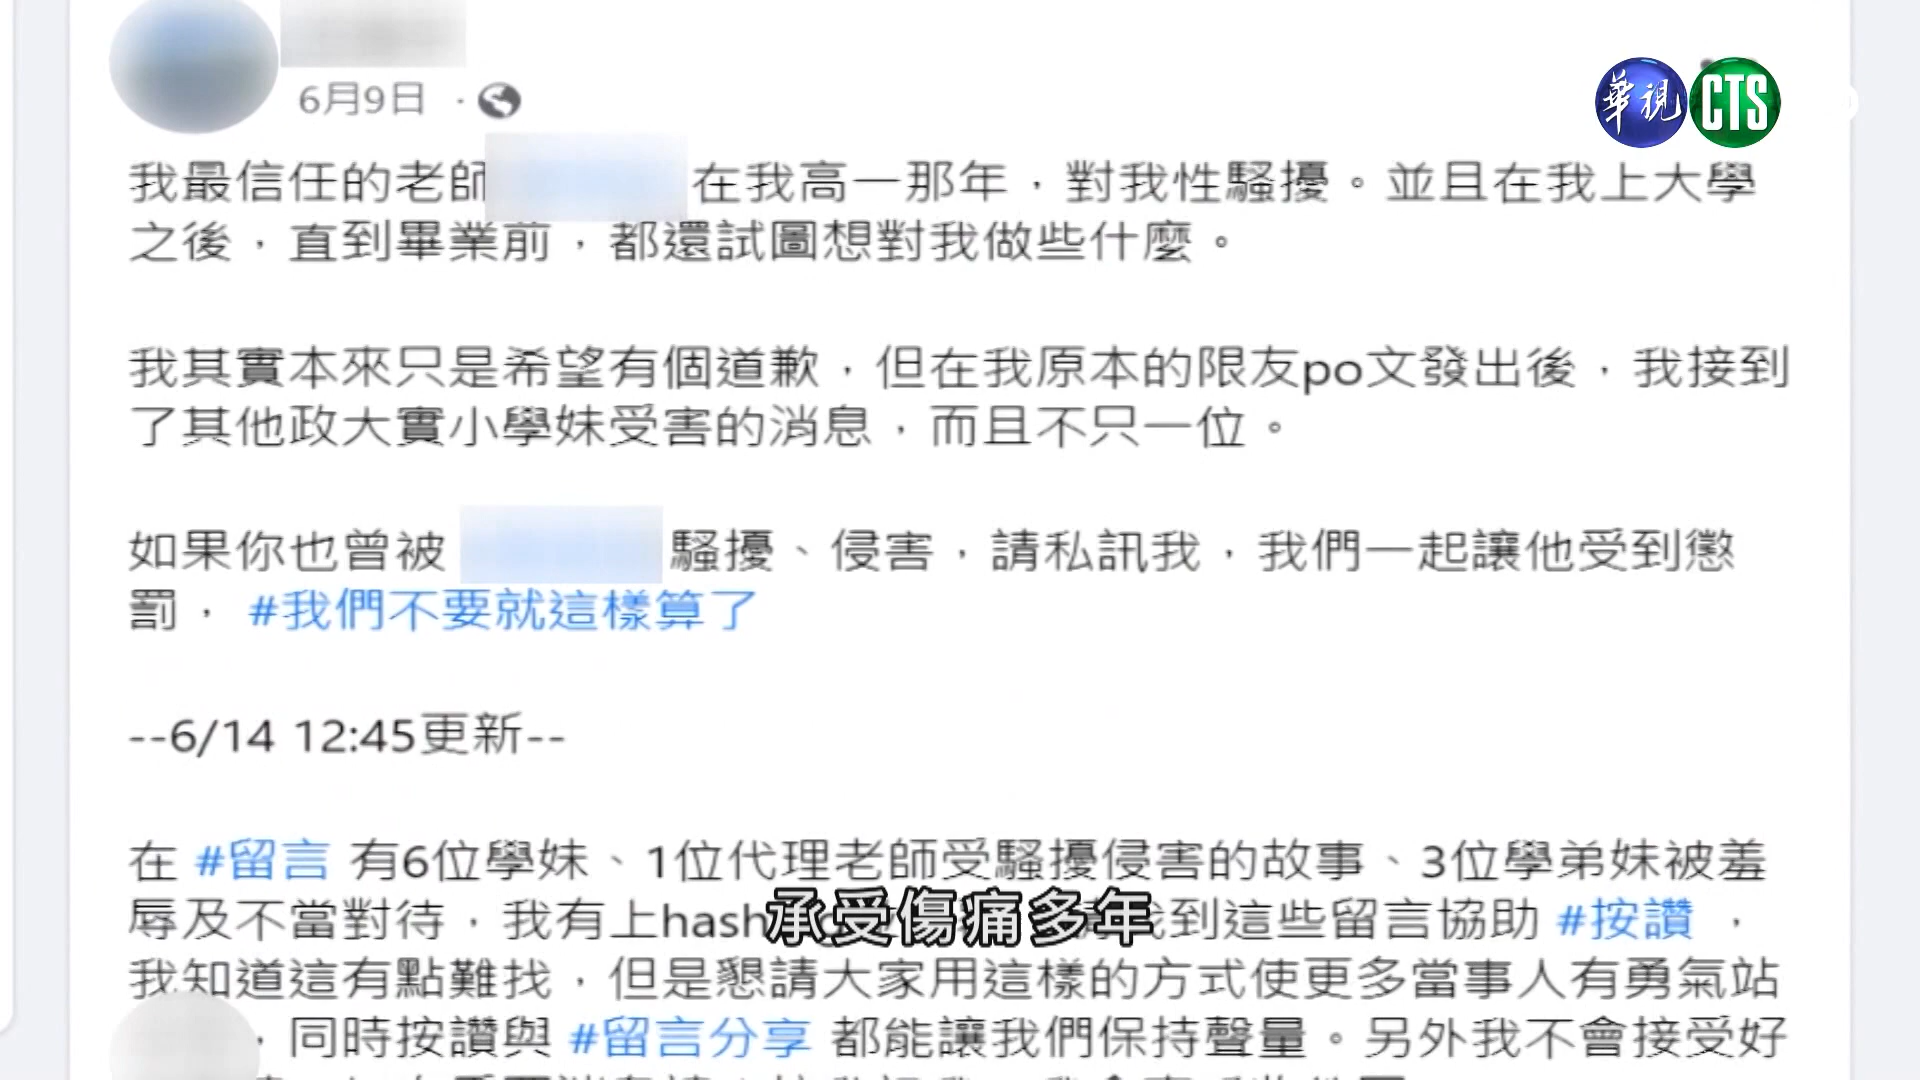 華視 CTS
6月9日 ·
我最信任的老師 在我高一那年，對我性騷擾。並且在我上大學
之後，直到畢業前，都還試圖想對我做些什麼。
我其實本來只是希望有個道歉，但在我原本的限友po文發出後，我接到
了其他政大實小學妹受害的消息，而且不只一位。
如果你也曾被 騷擾、侵害，請私訊我，我們一起讓他受到懲
罰， #我們不要就這樣算了
--6/14 12:45更新--
在 #留言 有6位學妹、1位代理老師受騷擾侵害的故事、3位學弟妹被羞
辱及不當對待，我有上hash 到這些留言協助 #按讚 ，
承受傷痛多年
我知道這有點難找，但是懇請大家用這樣的方式使更多當事人有勇氣站
，同時按讚與 #留言分享 都能讓我們保持聲量。另外我不會接受好